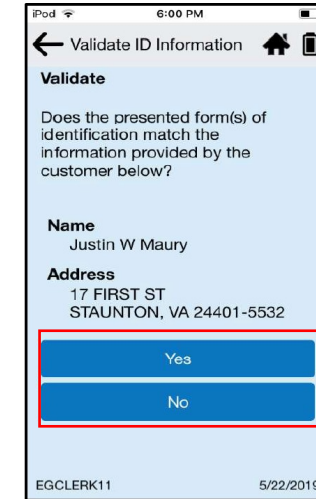 iPod 6:00 PM
Validate ID Information
Validate
Does the presented form(s) of
identification match the
information provided by the
customer below?
Name
Justin W Maury
Address
17 FIRST ST
STAUNTON, VA 24401-5532
Yes
No
EGCLERK11 5/22/2019